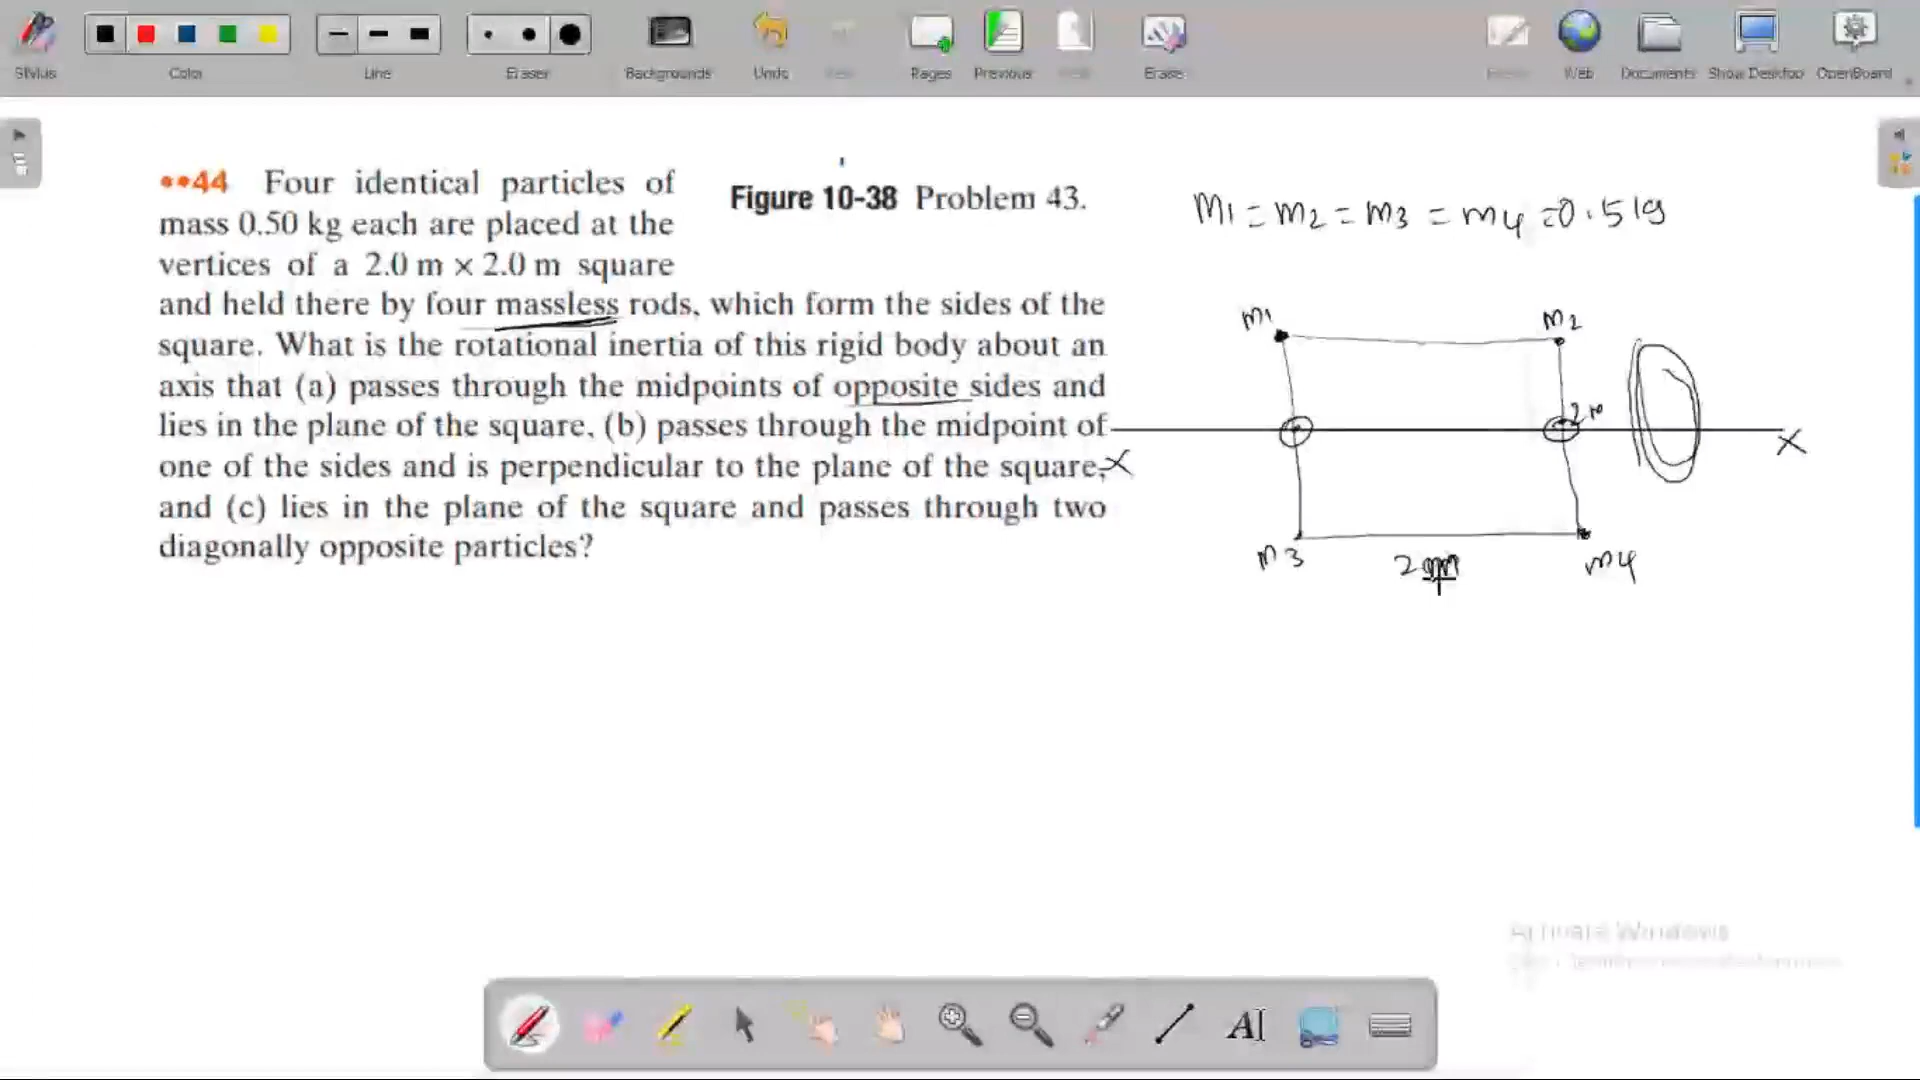 Stylus
Color
Line
Eraser
Backgrounds
Undo
Pages
Previous
Erase
Web
Documents
Show Desktop
OpenBoard
••44 Four identical particles of
mass 0.50 kg each are placed at the
vertices of a 2.0 m × 2.0 m square
and held there by four massless rods, which form the sides of the
square. What is the rotational inertia of this rigid body about an
axis that (a) passes through the midpoints of opposite sides and
lies in the plane of the square, (b) passes through the midpoint of
one of the sides and is perpendicular to the plane of the square,
and (c) lies in the plane of the square and passes through two
diagonally opposite particles?
Figure 10-38 Problem 43.
m1 = m2 = m3 = m4 = 0.5 kg
m1
m2
x
x
m3
m4
Activate Windows
AI